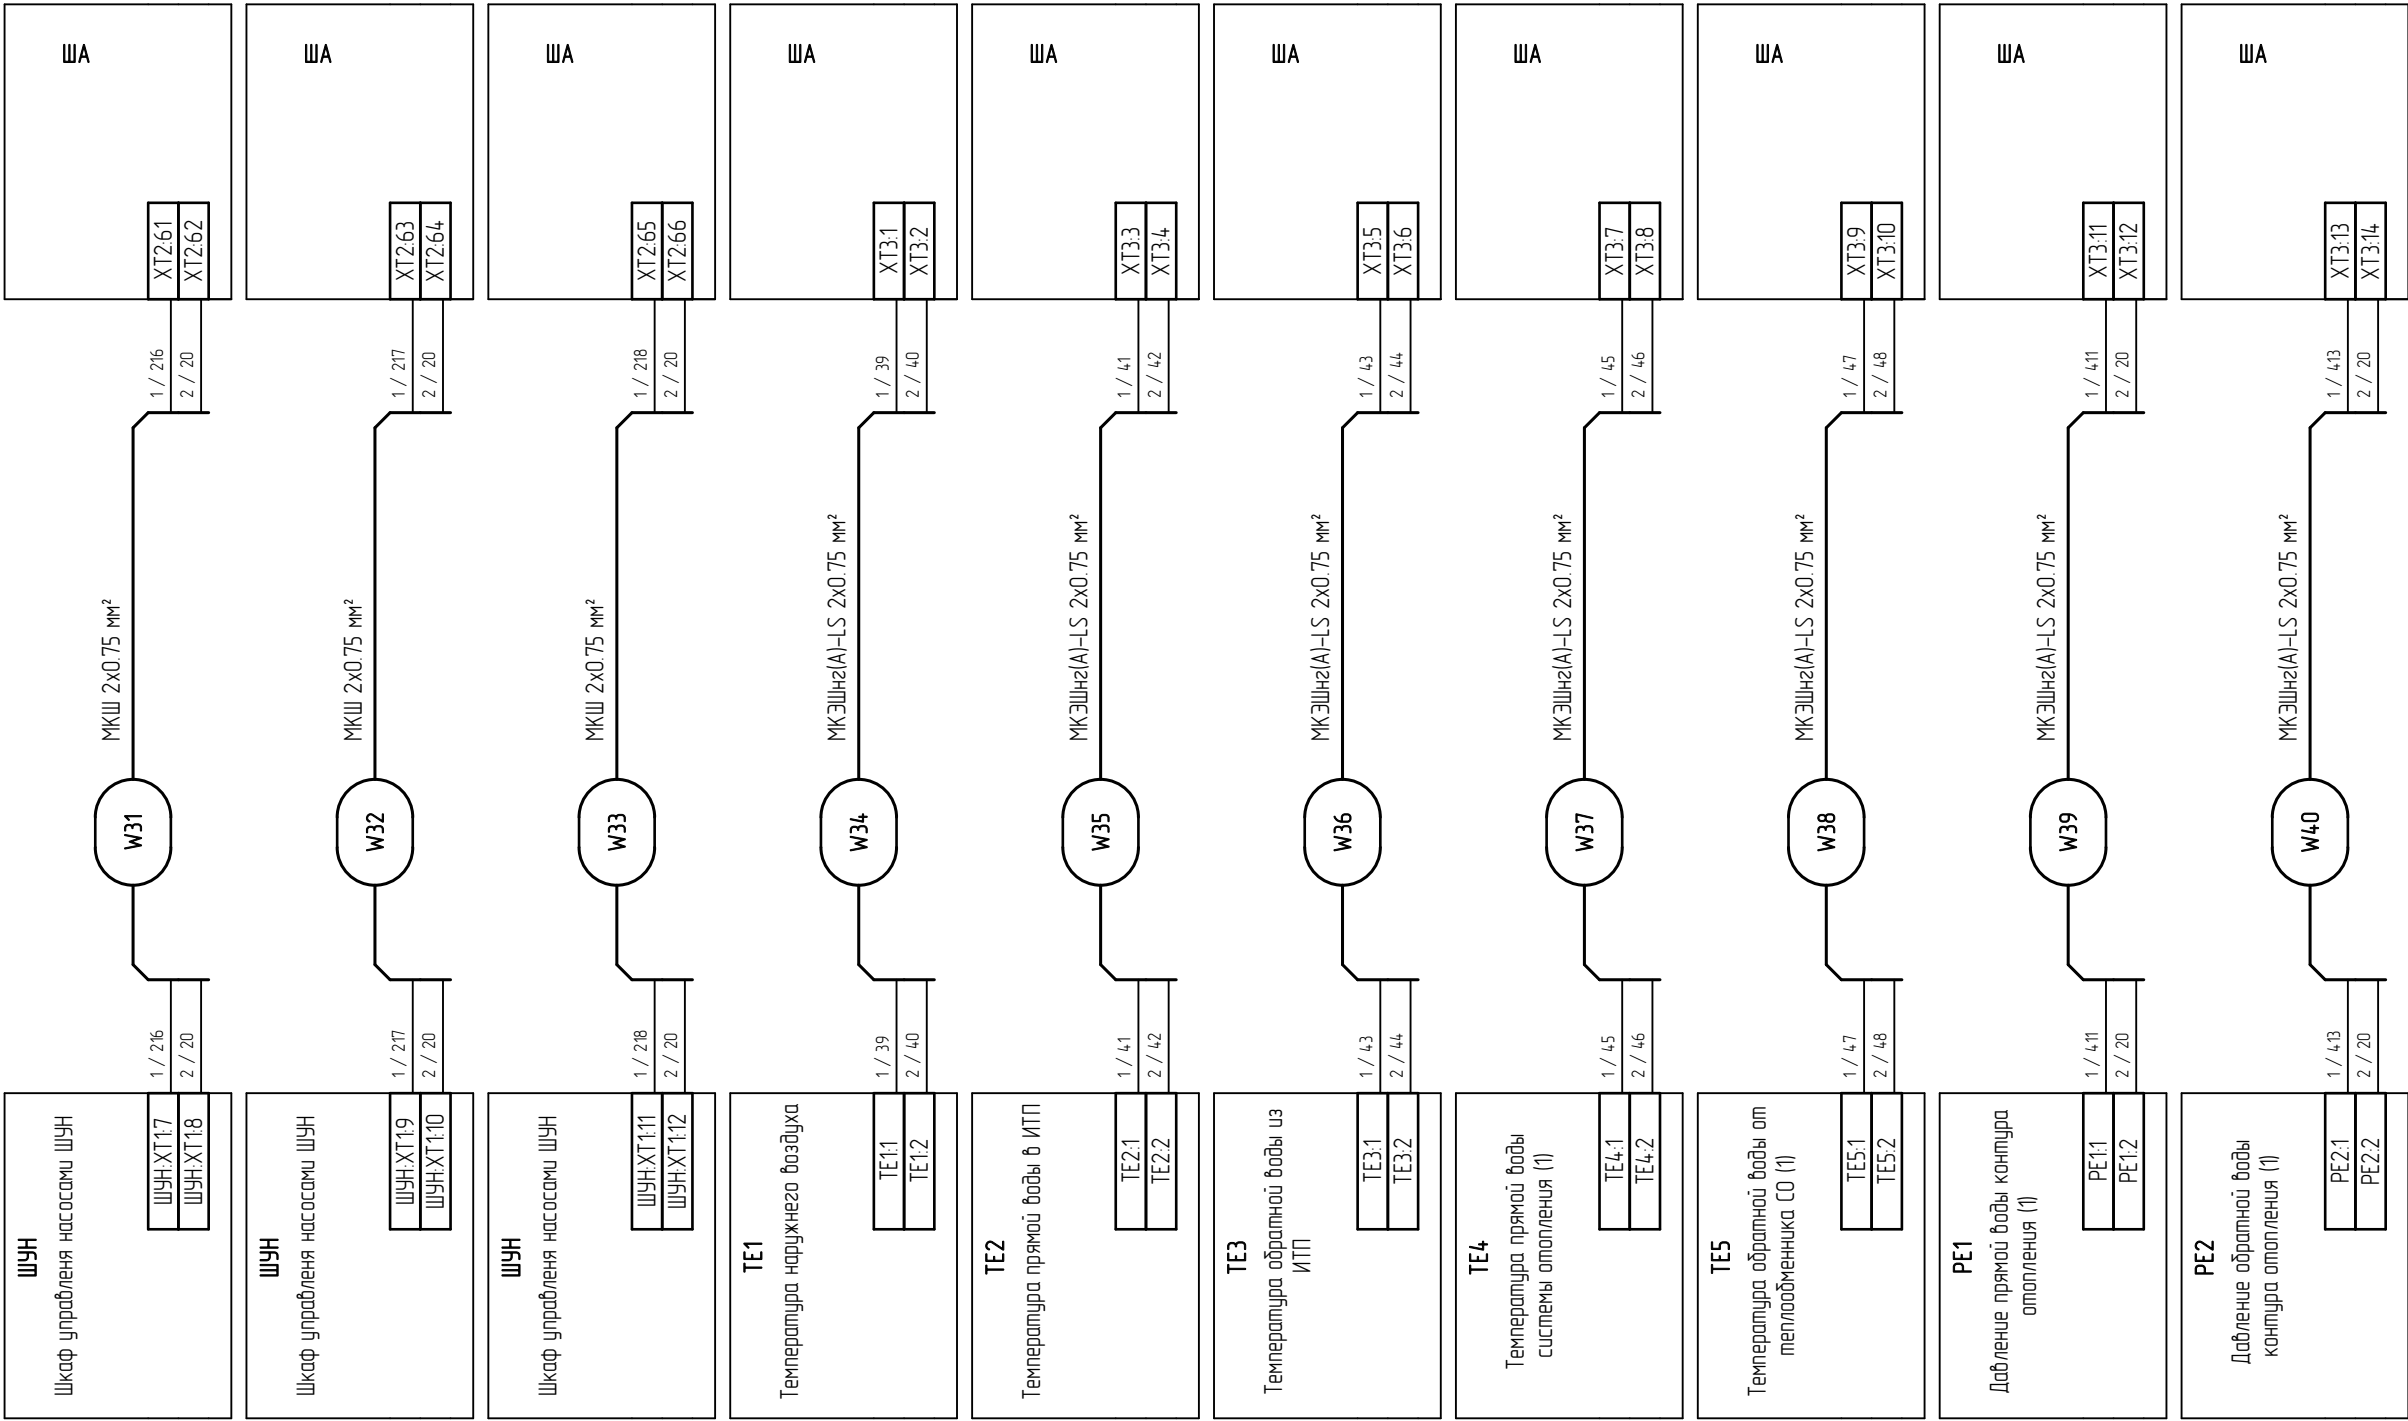 ШУН
Шкаф управленя насосами ШУН
ШУН:XT1:7
ШУН:XT1:8
1 / 216
2 / 20
W31
МКШ 2x0.75 мм²
1 / 216
2 / 20
XT2:61
XT2:62
ША
ШУН
Шкаф управленя насосами ШУН
ШУН:XT1:9
ШУН:XT1:10
1 / 217
2 / 20
W32
МКШ 2x0.75 мм²
1 / 217
2 / 20
XT2:63
XT2:64
ША
ШУН
Шкаф управленя насосами ШУН
ШУН:XT1:11
ШУН:XT1:12
1 / 218
2 / 20
W33
МКШ 2x0.75 мм²
1 / 218
2 / 20
XT2:65
XT2:66
ША
TE1
Температура наружнего воздуха
TE1:1
TE1:2
1 / 39
2 / 40
W34
МКЭШнг(А)-LS 2x0.75 мм²
1 / 39
2 / 40
XT3:1
XT3:2
ША
TE2
Температура прямой воды в ИТП
TE2:1
TE2:2
1 / 41
2 / 42
W35
МКЭШнг(А)-LS 2x0.75 мм²
1 / 41
2 / 42
XT3:3
XT3:4
ША
TE3
Температура обратной воды из
ИТП
TE3:1
TE3:2
1 / 43
2 / 44
W36
МКЭШнг(А)-LS 2x0.75 мм²
1 / 43
2 / 44
XT3:5
XT3:6
ША
TE4
Температура прямой воды
системы отопления (1)
TE4:1
TE4:2
1 / 45
2 / 46
W37
МКЭШнг(А)-LS 2x0.75 мм²
1 / 45
2 / 46
XT3:7
XT3:8
ША
TE5
Температура обратной воды от
теплообменника СО (1)
TE5:1
TE5:2
1 / 47
2 / 48
W38
МКЭШнг(А)-LS 2x0.75 мм²
1 / 47
2 / 48
XT3:9
XT3:10
ША
PE1
Давление прямой воды контура
отопления (1)
PE1:1
PE1:2
1 / 411
2 / 20
W39
МКЭШнг(А)-LS 2x0.75 мм²
1 / 411
2 / 20
XT3:11
XT3:12
ША
PE2
Давление обратной воды
контура отопления (1)
PE2:1
PE2:2
1 / 413
2 / 20
W40
МКЭШнг(А)-LS 2x0.75 мм²
1 / 413
2 / 20
XT3:13
XT3:14
ША